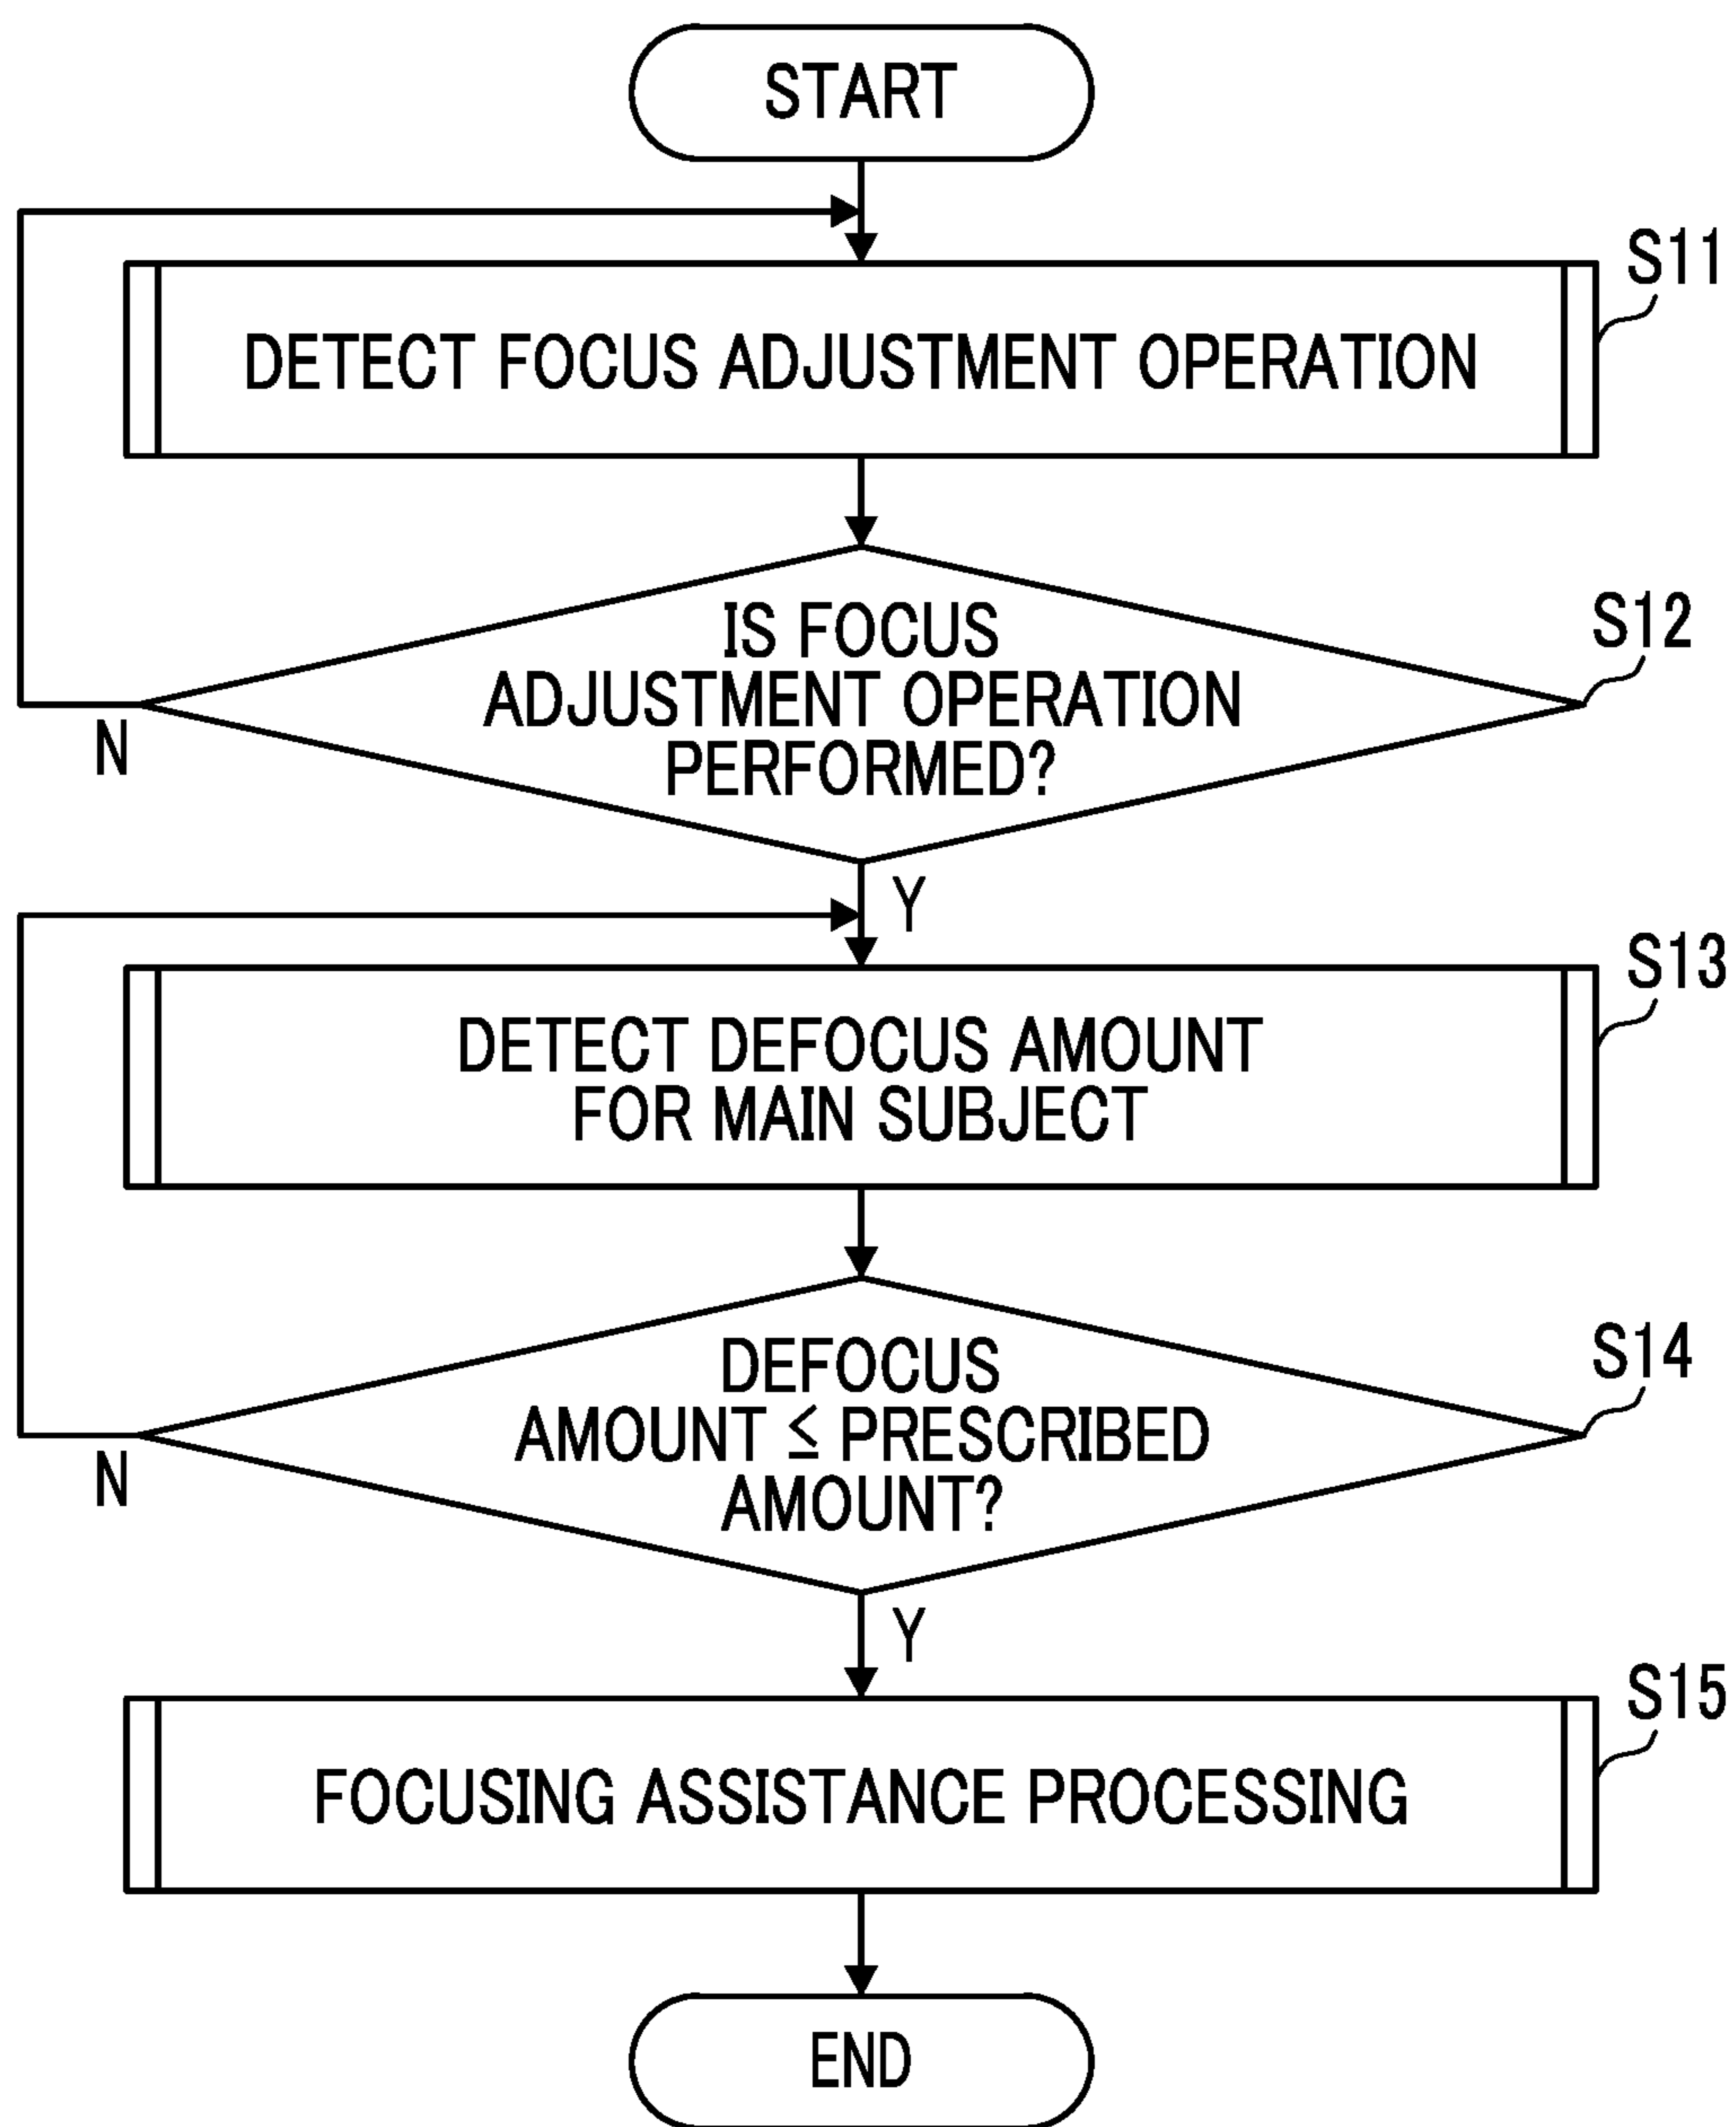 START
S11
DETECT FOCUS ADJUSTMENT OPERATION
S12
IS FOCUS
ADJUSTMENT OPERATION
PERFORMED?
N
Y
S13
DETECT DEFOCUS AMOUNT
FOR MAIN SUBJECT
S14
DEFOCUS
AMOUNT ≤ PRESCRIBED
AMOUNT?
N
Y
S15
FOCUSING ASSISTANCE PROCESSING
END